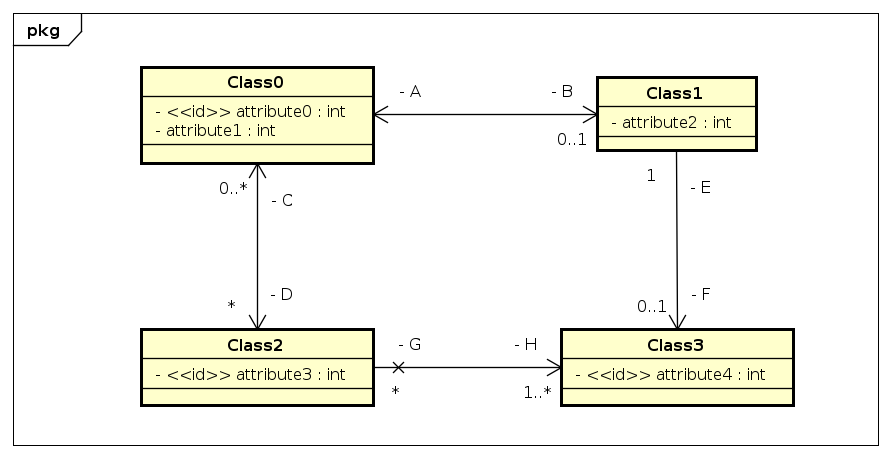 pkg
Class0
- <<id>> attribute0 : int
- attribute1 : int
- A
- B
0..1
Class1
- attribute2 : int
0..*
- C
1
- E
- D
*
0..1
- F
Class2
- <<id>> attribute3 : int
- G
*
- H
1..*
Class3
- <<id>> attribute4 : int